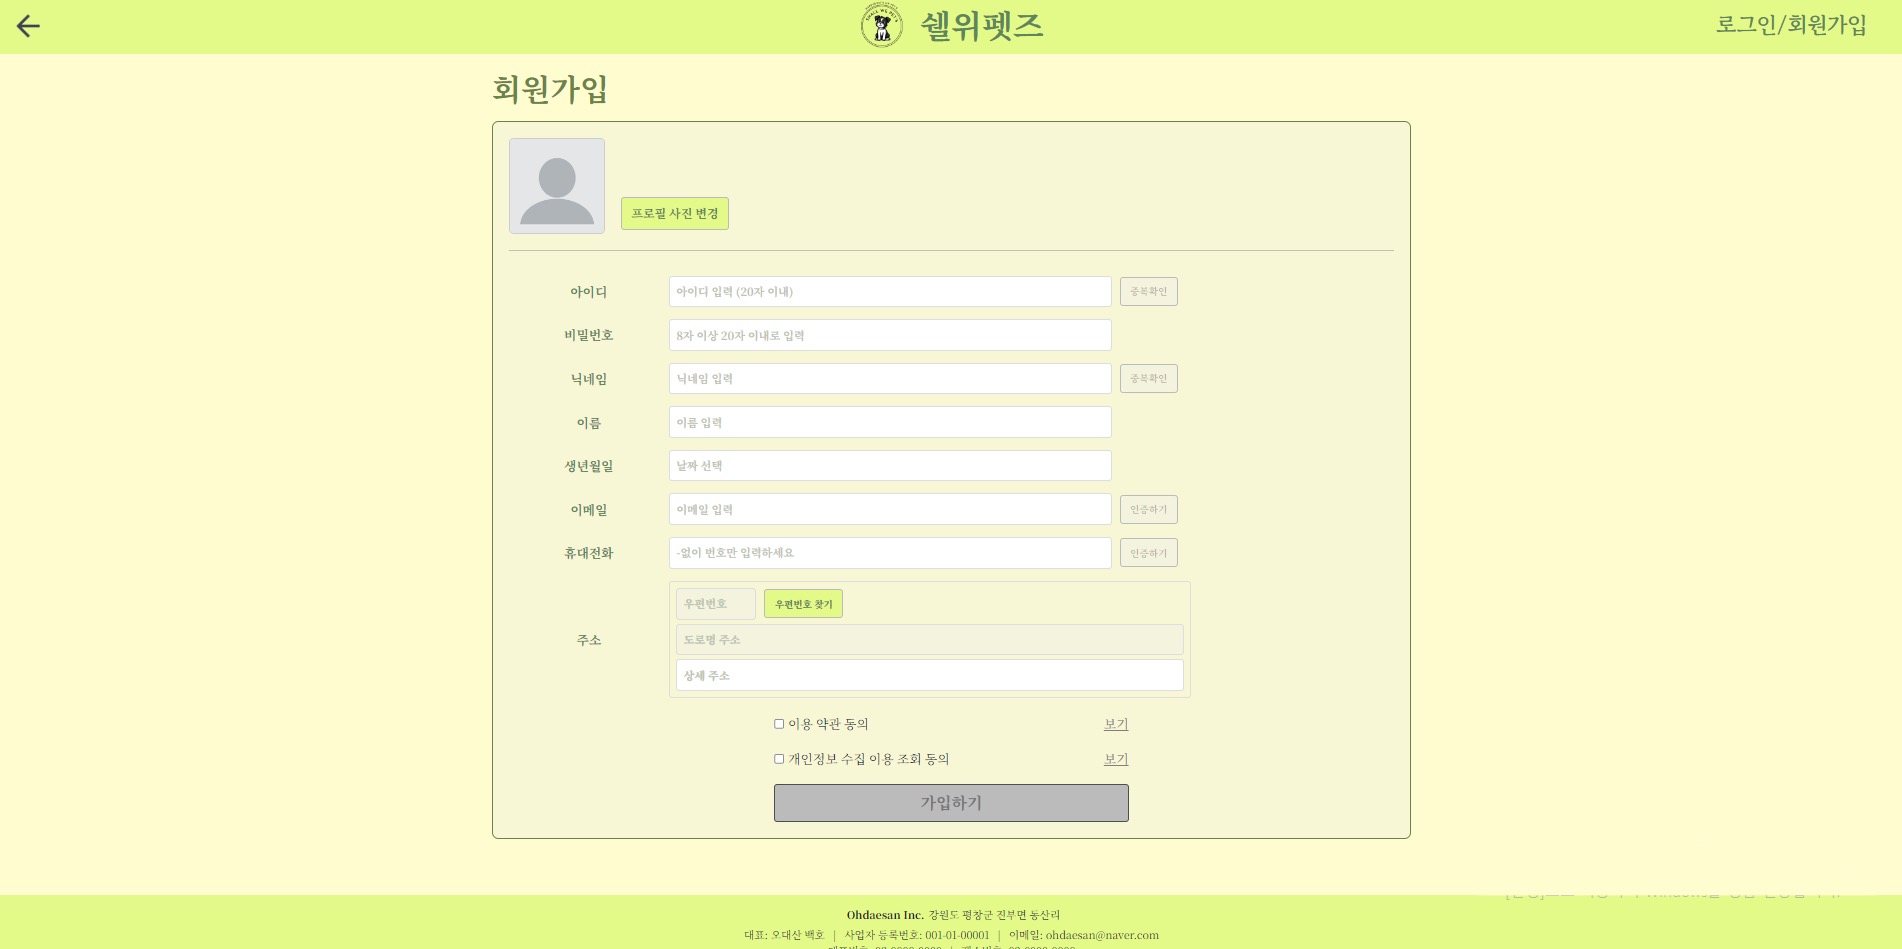 SHALL WE PET'S
쉘위펫즈
로그인/회원가입
회원가입
프로필 사진 변경
아이디 아이디 입력 (20자 이내) 중복확인
비밀번호 8자 이상 20자 이내로 입력
닉네임 닉네임 입력 중복확인
이름 이름 입력
생년월일 날짜 선택
이메일 이메일 입력 인증하기
휴대전화 -없이 번호만 입력하세요 인증하기
우편번호 우편번호 찾기
주소 도로명 주소
상세 주소
이용 약관 동의 보기
개인정보 수집 이용 조회 동의 보기
가입하기
Ohdaesan Inc. 강원도 평창군 진부면 동산리
대표: 오대산 백호 | 사업자 등록번호: 001-01-00001 | 이메일: ohdaesan@naver.com